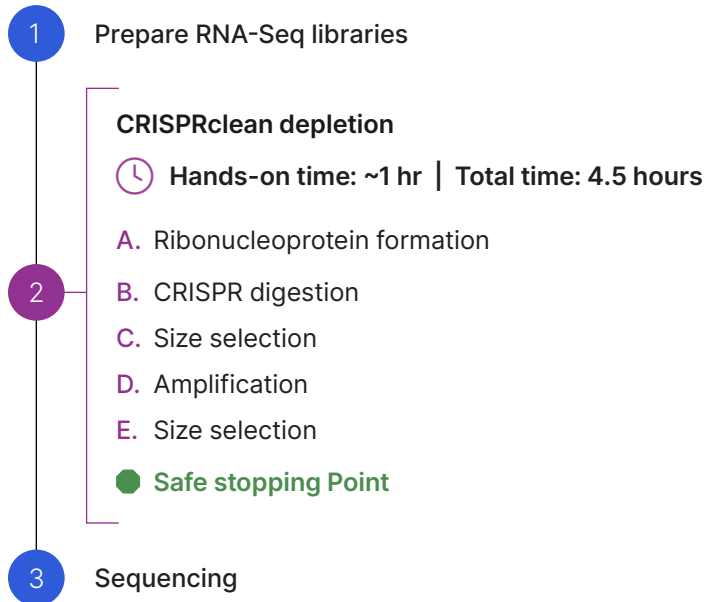 1 Prepare RNA-Seq libraries
CRISPRclean depletion
Hands-on time: ~1 hr | Total time: 4.5 hours
A. Ribonucleoprotein formation
2
B. CRISPR digestion
C. Size selection
D. Amplification
E. Size selection
Safe stopping Point
3 Sequencing